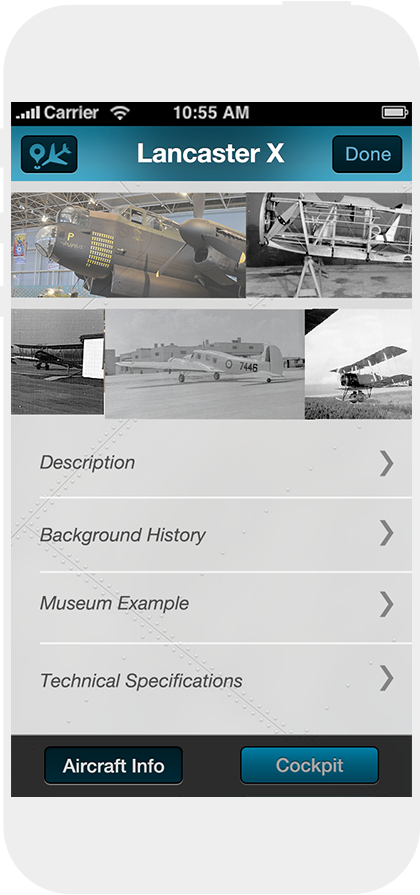 Carrier 10:55 AM
Lancaster X
Done
P
7446
Description
Background History
Museum Example
Technical Specifications
Aircraft Info
Cockpit